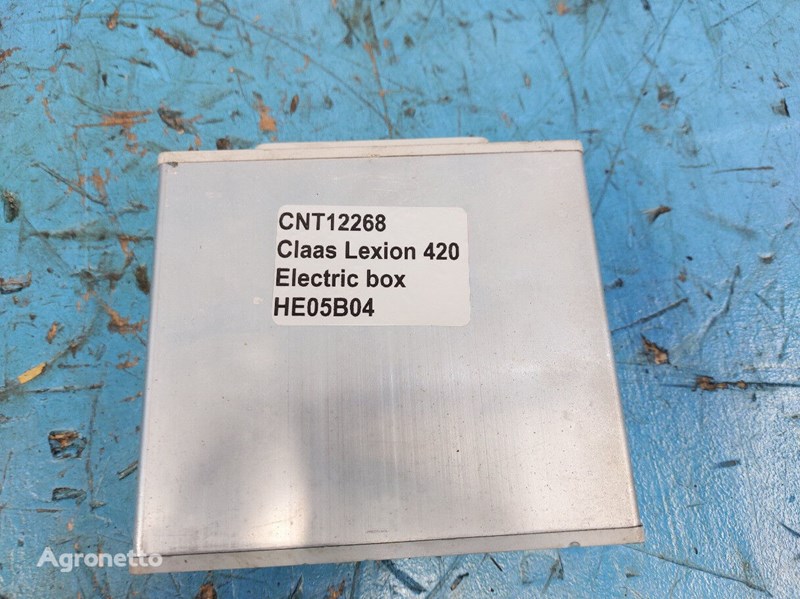 CNT12268
Claas Lexion 420
Electric box
HE05B04
Agronetto